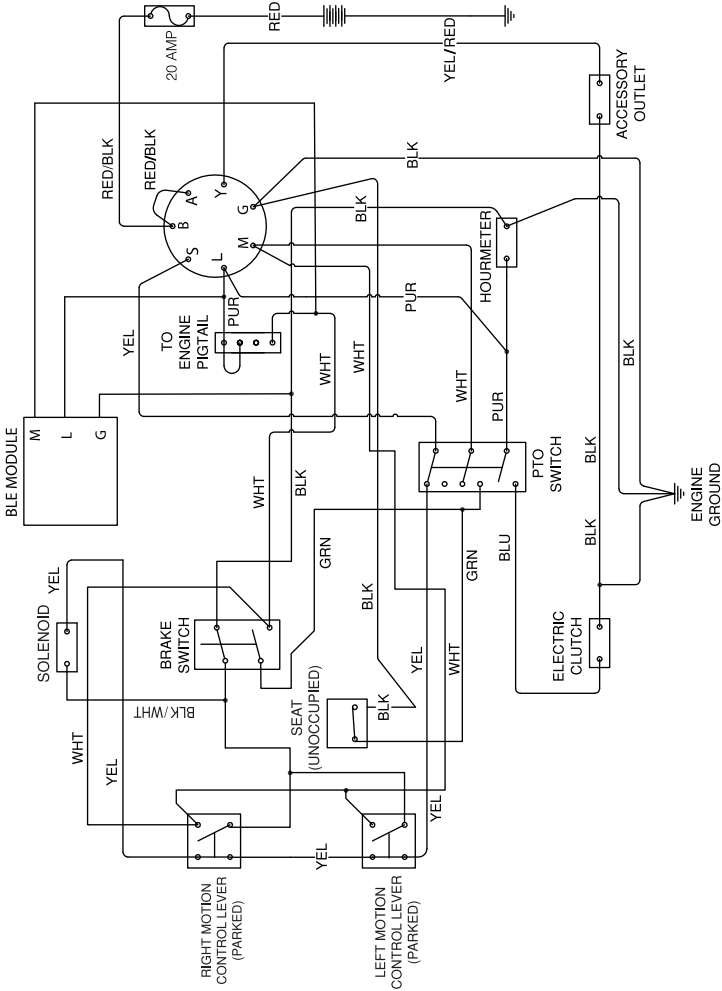 RED
20 AMP
YEL/RED
ACCESSORY
OUTLET
RED/BLK
RED/BLK
BLK
A
B
Y
S
G
L
M
BLK
HOURMETER
PUR
PUR
TO
ENGINE
PIGTAIL
YEL
WHT
WHT
WHT
PUR
BLK
BLE MODULE
M
L
G
PTO
SWITCH
BLK
ENGINE
GROUND
WHT
BLK
GRN
GRN
BLU
BLK
YEL
SOLENOID
BRAKE
SWITCH
BLK
YEL
WHT
ELECTRIC
CLUTCH
BLK/WHT
SEAT
(UNOCCUPIED)
BLK
WHT
YEL
YEL
YEL
RIGHT MOTION
CONTROL LEVER
(PARKED)
LEFT MOTION
CONTROL LEVER
(PARKED)